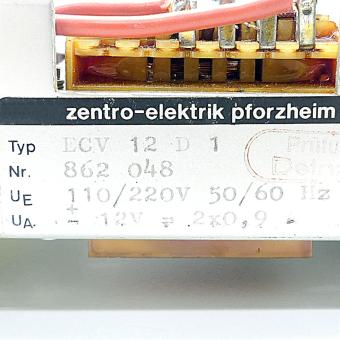 zentro-elektrik pforzheim
Typ ECV 12 D 1
Nr. 862 048
UE 110/220V 50/60 Hz
UA ± 12V = 2x0,9